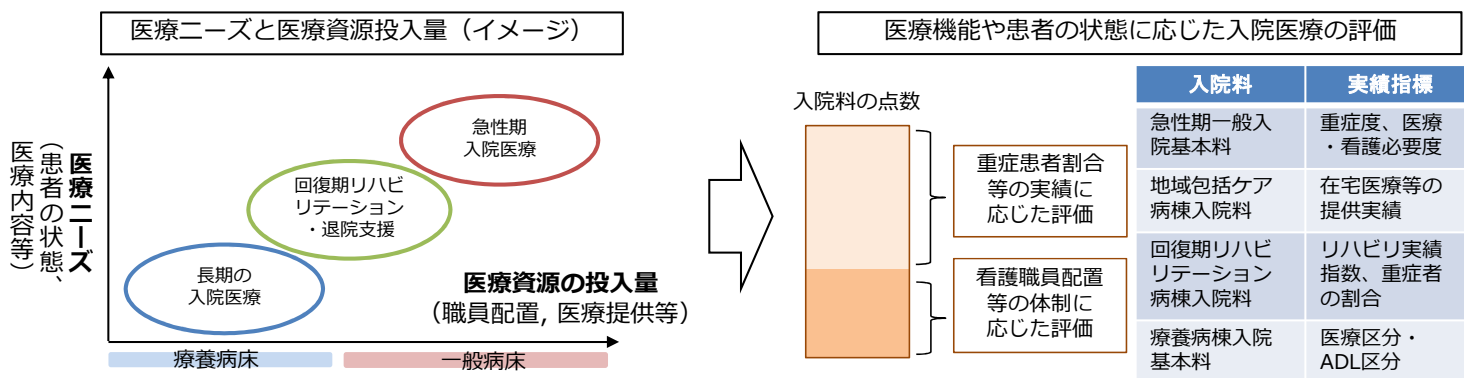 医療ニーズと医療資源投入量（イメージ）
医療ニーズ
（患者の状態、
医療内容等）
急性期
入院医療
回復期リハビ
リテーション
・退院支援
長期の
入院医療
医療資源の投入量
（職員配置, 医療提供等）
療養病床
一般病床
医療機能や患者の状態に応じた入院医療の評価
入院料の点数
重症患者割合
等の実績に
応じた評価
看護職員配置
等の体制に
応じた評価
入院料
実績指標
急性期一般入
院基本料
重症度、医療
・看護必要度
地域包括ケア
病棟入院料
在宅医療等の
提供実績
回復期リハビ
リテーション
病棟入院料
リハビリ実績
指数、重症者
の割合
療養病棟入院
基本料
医療区分・
ADL区分